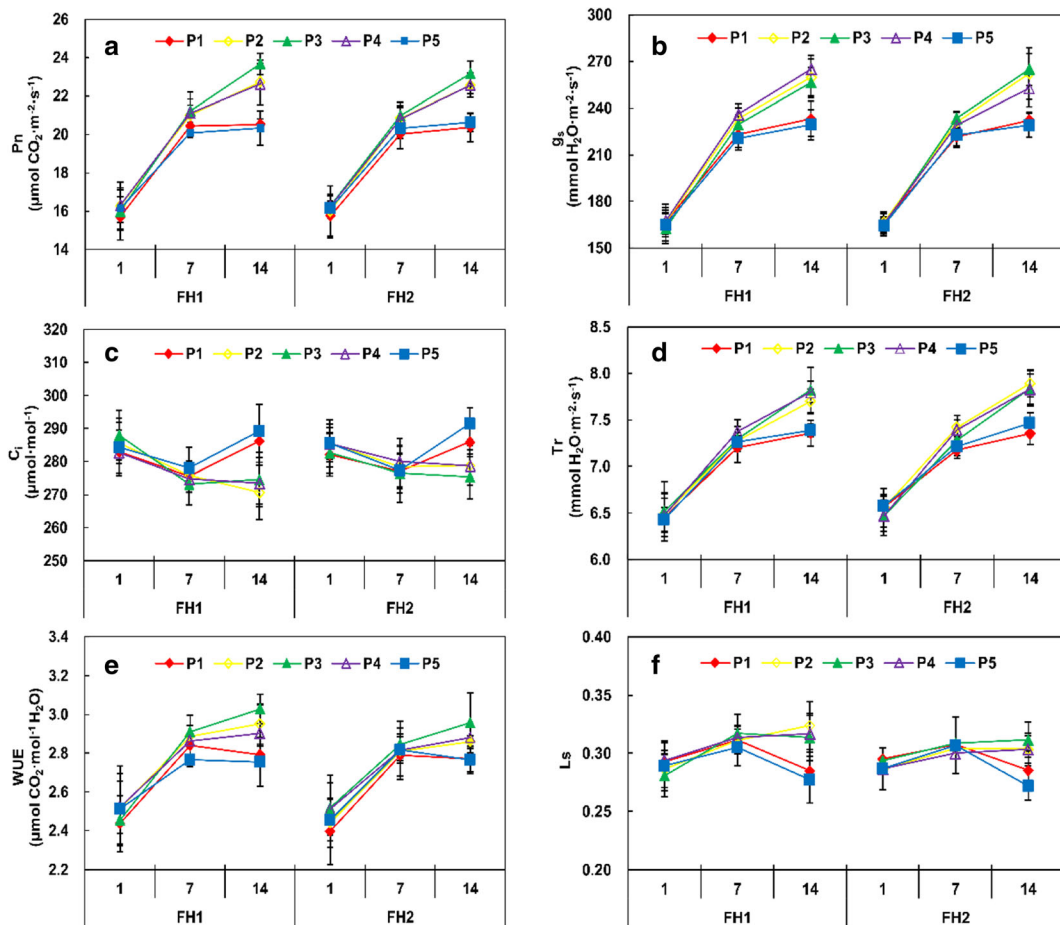 a
P1 P2 P3 P4 P5
26
24
22
20
18
16
14
Pn
(μmol CO₂·m⁻²·s⁻¹)
1 7 14 1 7 14
FH1 FH2
b
P1 P2 P3 P4 P5
300
270
240
210
180
150
gs
(mmol H₂O·m⁻²·s⁻¹)
1 7 14 1 7 14
FH1 FH2
c
P1 P2 P3 P4 P5
320
310
300
290
280
270
260
250
Ci
(μmol·mol⁻¹)
1 7 14 1 7 14
FH1 FH2
d
P1 P2 P3 P4 P5
8.5
8.0
7.5
7.0
6.5
6.0
Tr
(mmol H₂O·m⁻²·s⁻¹)
1 7 14 1 7 14
FH1 FH2
e
P1 P2 P3 P4 P5
3.4
3.2
3.0
2.8
2.6
2.4
2.2
WUE
(μmol CO₂·mol⁻¹ H₂O)
1 7 14 1 7 14
FH1 FH2
f
P1 P2 P3 P4 P5
0.40
0.35
0.30
0.25
0.20
Ls
1 7 14 1 7 14
FH1 FH2